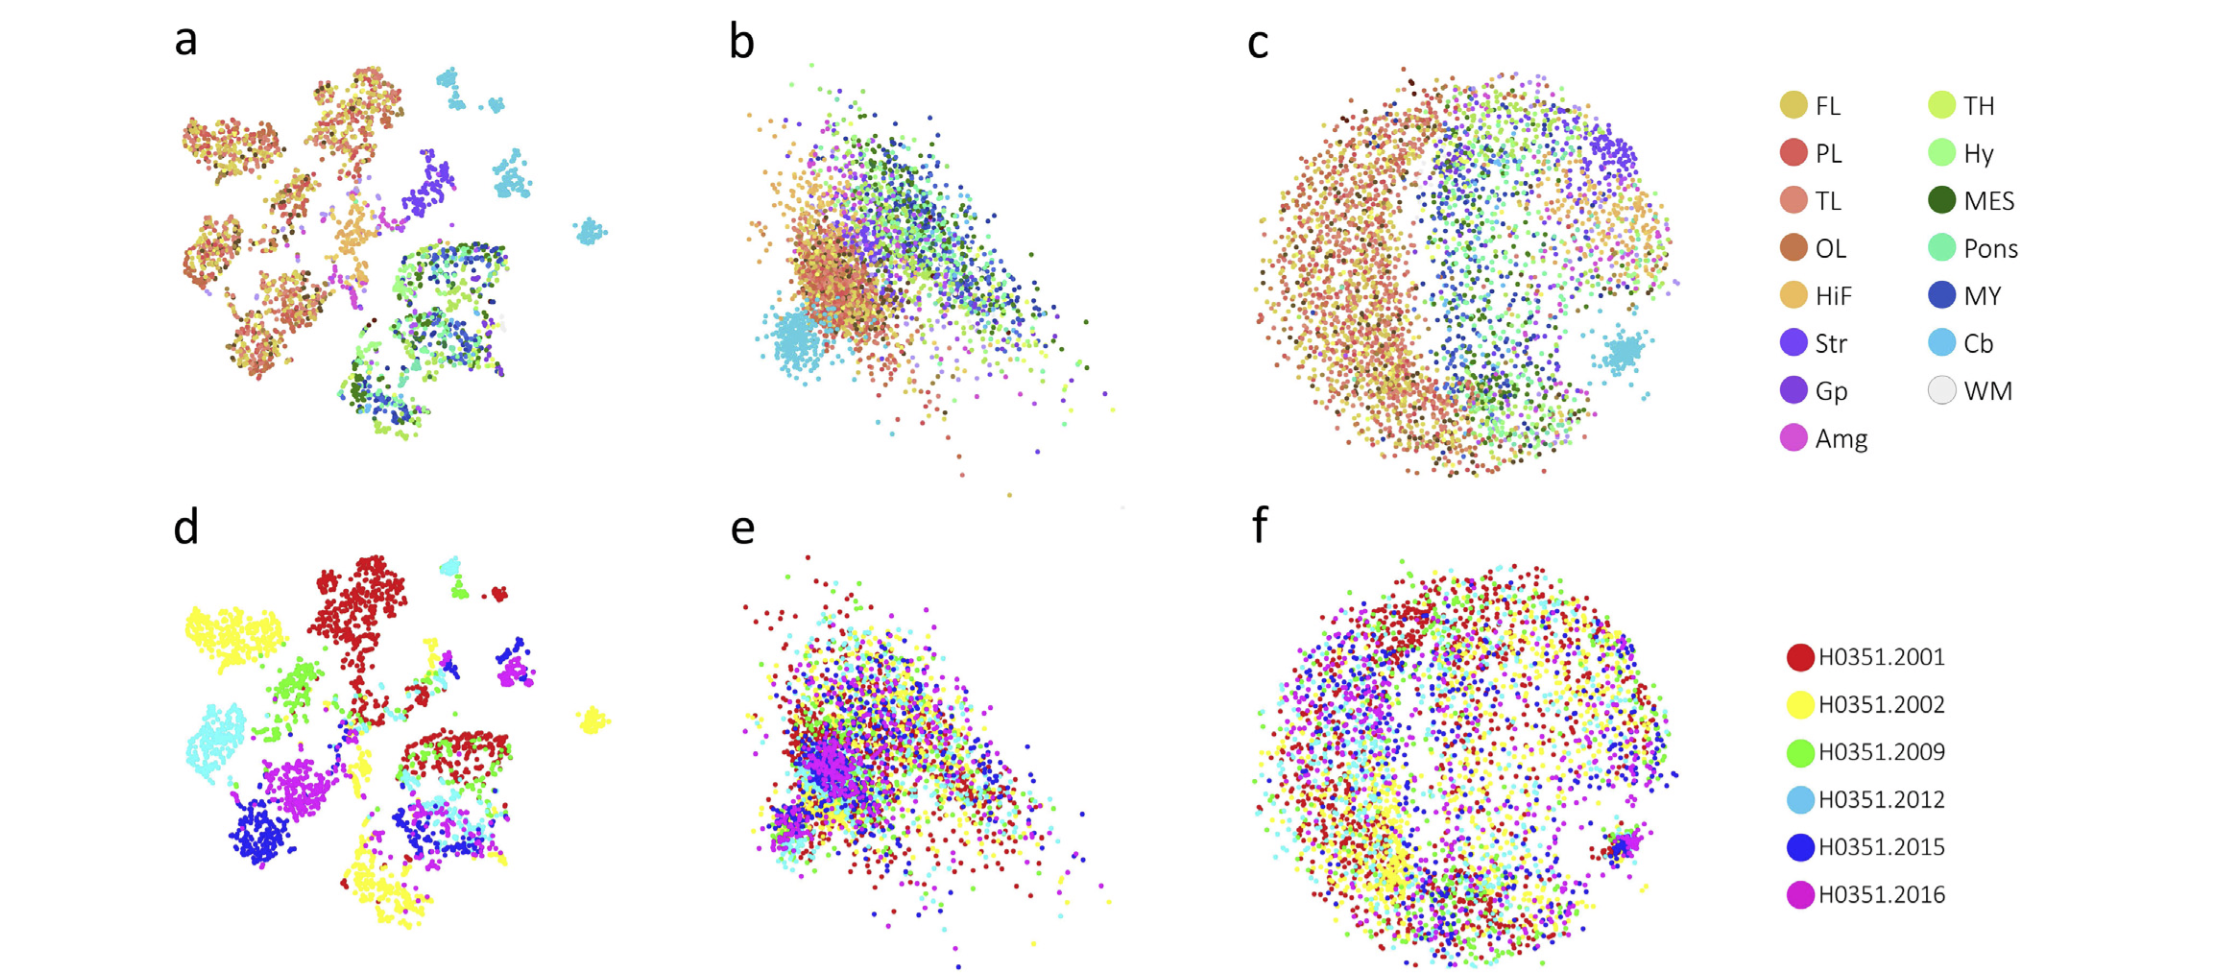 a b c
FL TH
PL Hy
TL MES
OL Pons
HiF MY
Str Cb
Gp WM
Amg
d e f
H0351.2001
H0351.2002
H0351.2009
H0351.2012
H0351.2015
H0351.2016